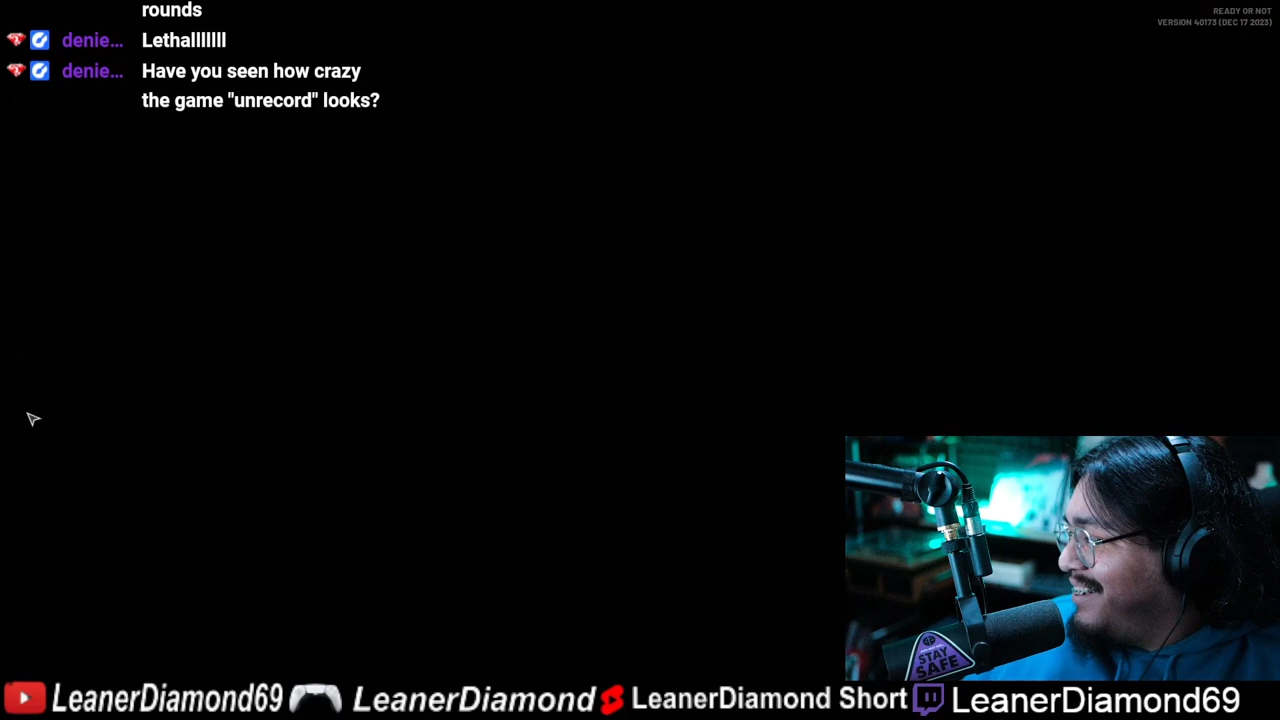 rounds
READY OR NOT
VERSION 40173 (DEC 17 2023)
denie... Lethalllllll
denie... Have you seen how crazy
the game "unrecord" looks?
STAY
SAFE
LeanerDiamond69 LeanerDiamond LeanerDiamond Short LeanerDiamond69